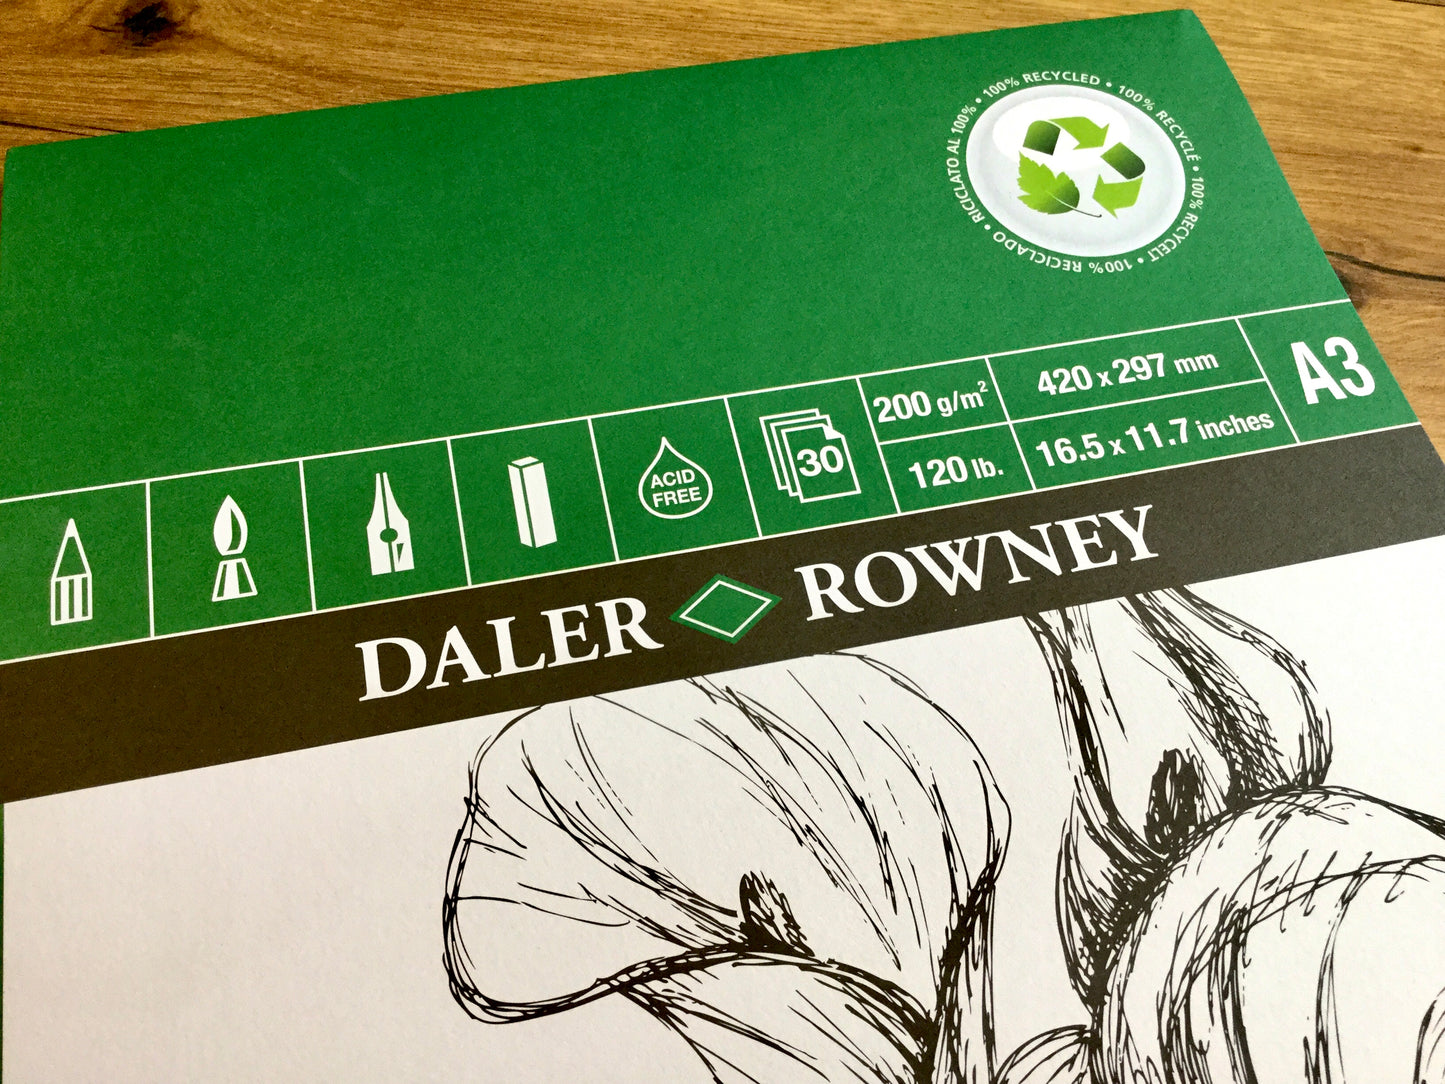 100% RECYCLED • 100% RECYCLÉ • 100% RECYCELT • 100% RECICLADO • RICICLATO AL 100% •
ACID
FREE
30
200 g/m²
120 lb.
420 x 297 mm
16.5 x 11.7 inches
A3
DALER ROWNEY